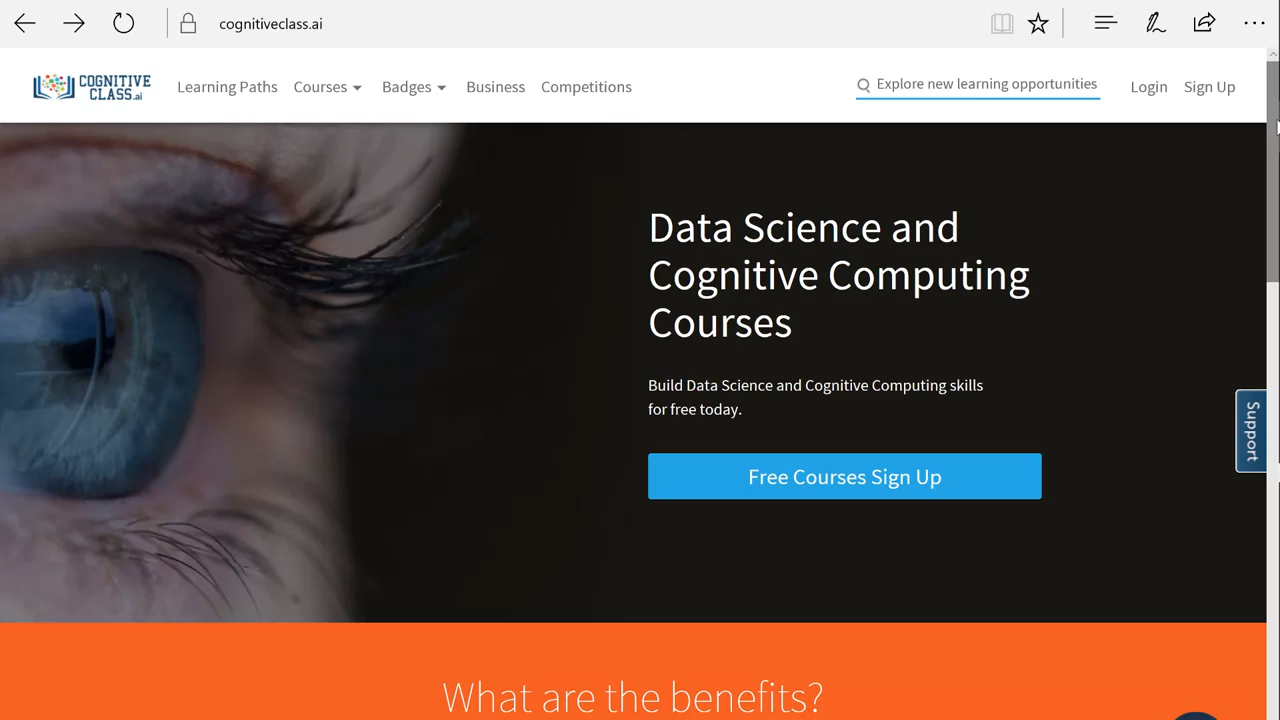 cognitiveclass.ai
COGNITIVE
CLASS.ai
Learning Paths Courses Badges Business Competitions Explore new learning opportunities Login Sign Up
Data Science and
Cognitive Computing
Courses
Build Data Science and Cognitive Computing skills
for free today.
Free Courses Sign Up
Support
What are the benefits?